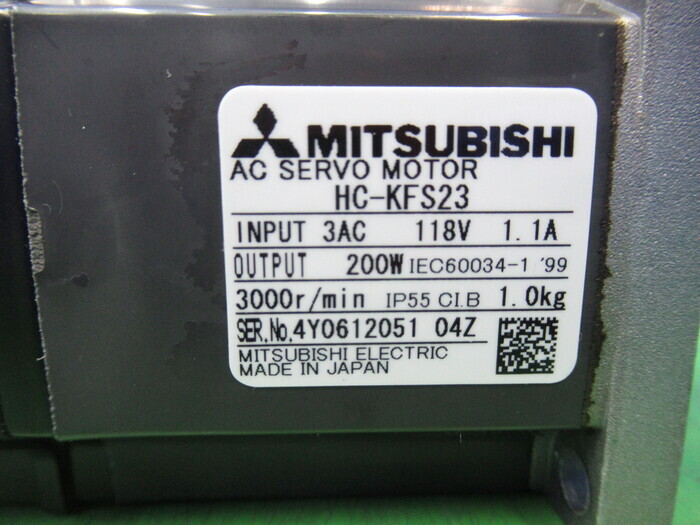 MITSUBISHI
AC SERVO MOTOR
HC-KFS23
INPUT 3AC 118V 1.1A
OUTPUT 200W IEC60034-1 '99
3000r/min IP55 CI.B 1.0kg
SER.No.4Y0612051 04Z
MITSUBISHI ELECTRIC
MADE IN JAPAN